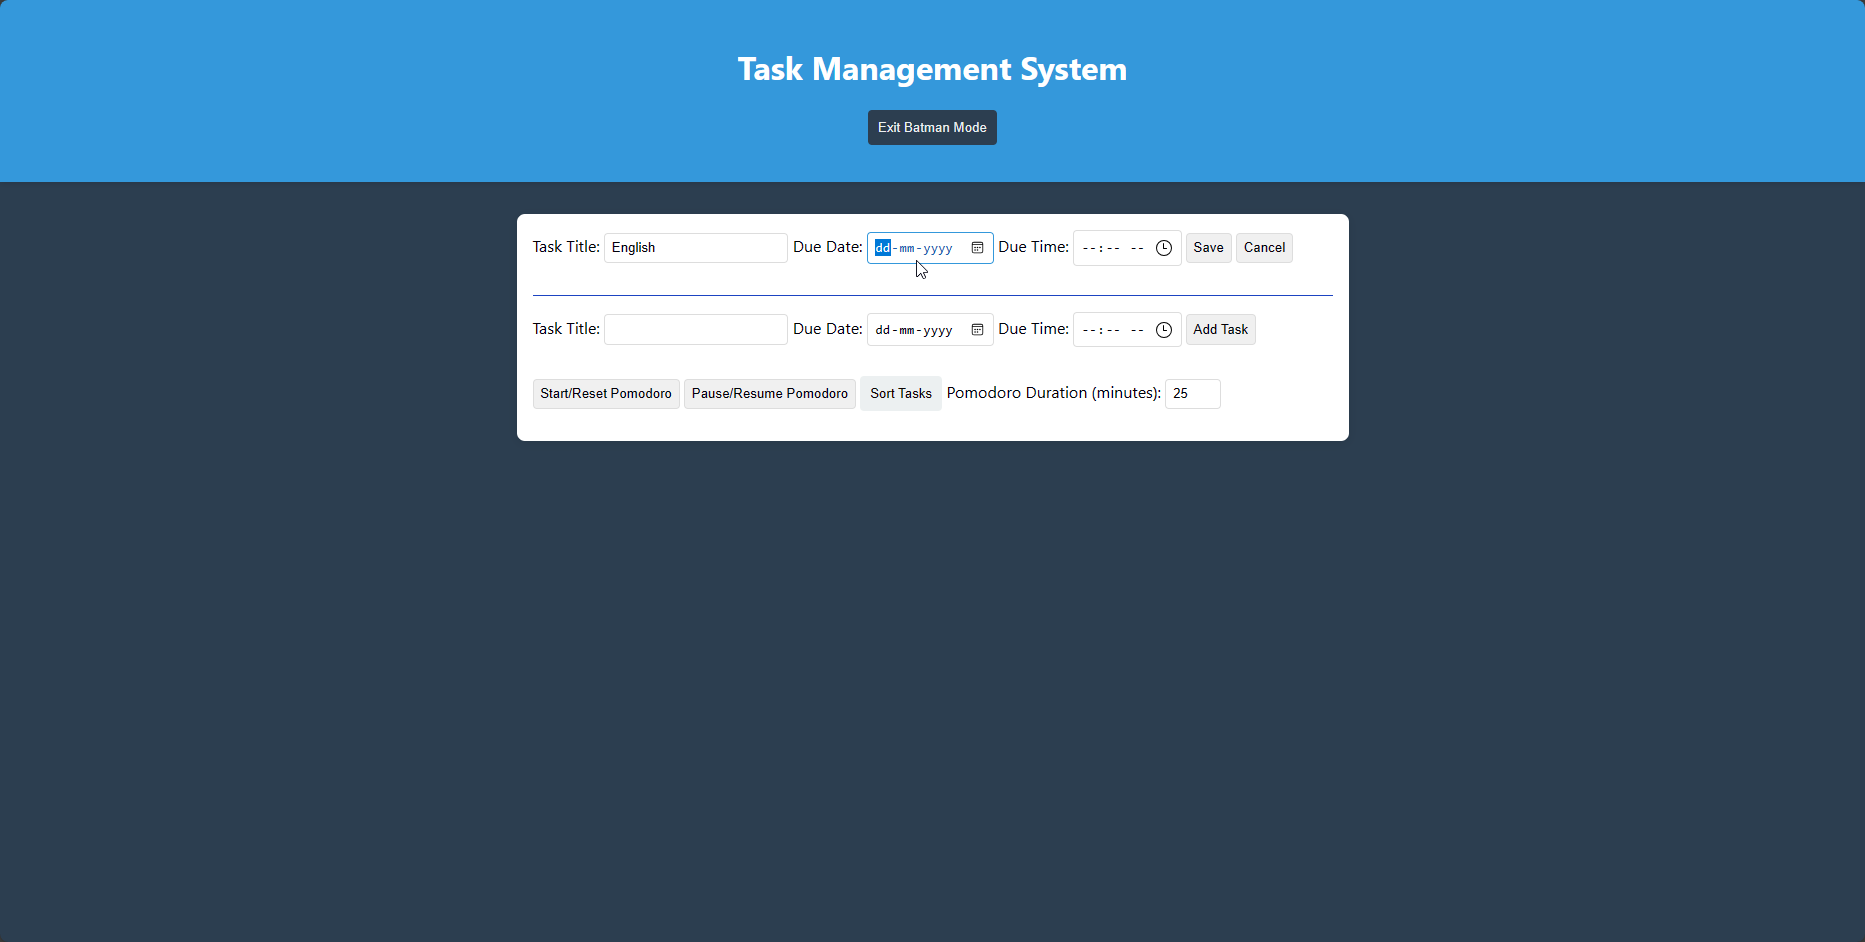 Task Management System
Exit Batman Mode
Task Title: English Due Date: dd-mm-yyyy Due Time: --:-- -- Save Cancel
Task Title: Due Date: dd-mm-yyyy Due Time: --:-- -- Add Task
Start/Reset Pomodoro Pause/Resume Pomodoro Sort Tasks Pomodoro Duration (minutes): 25